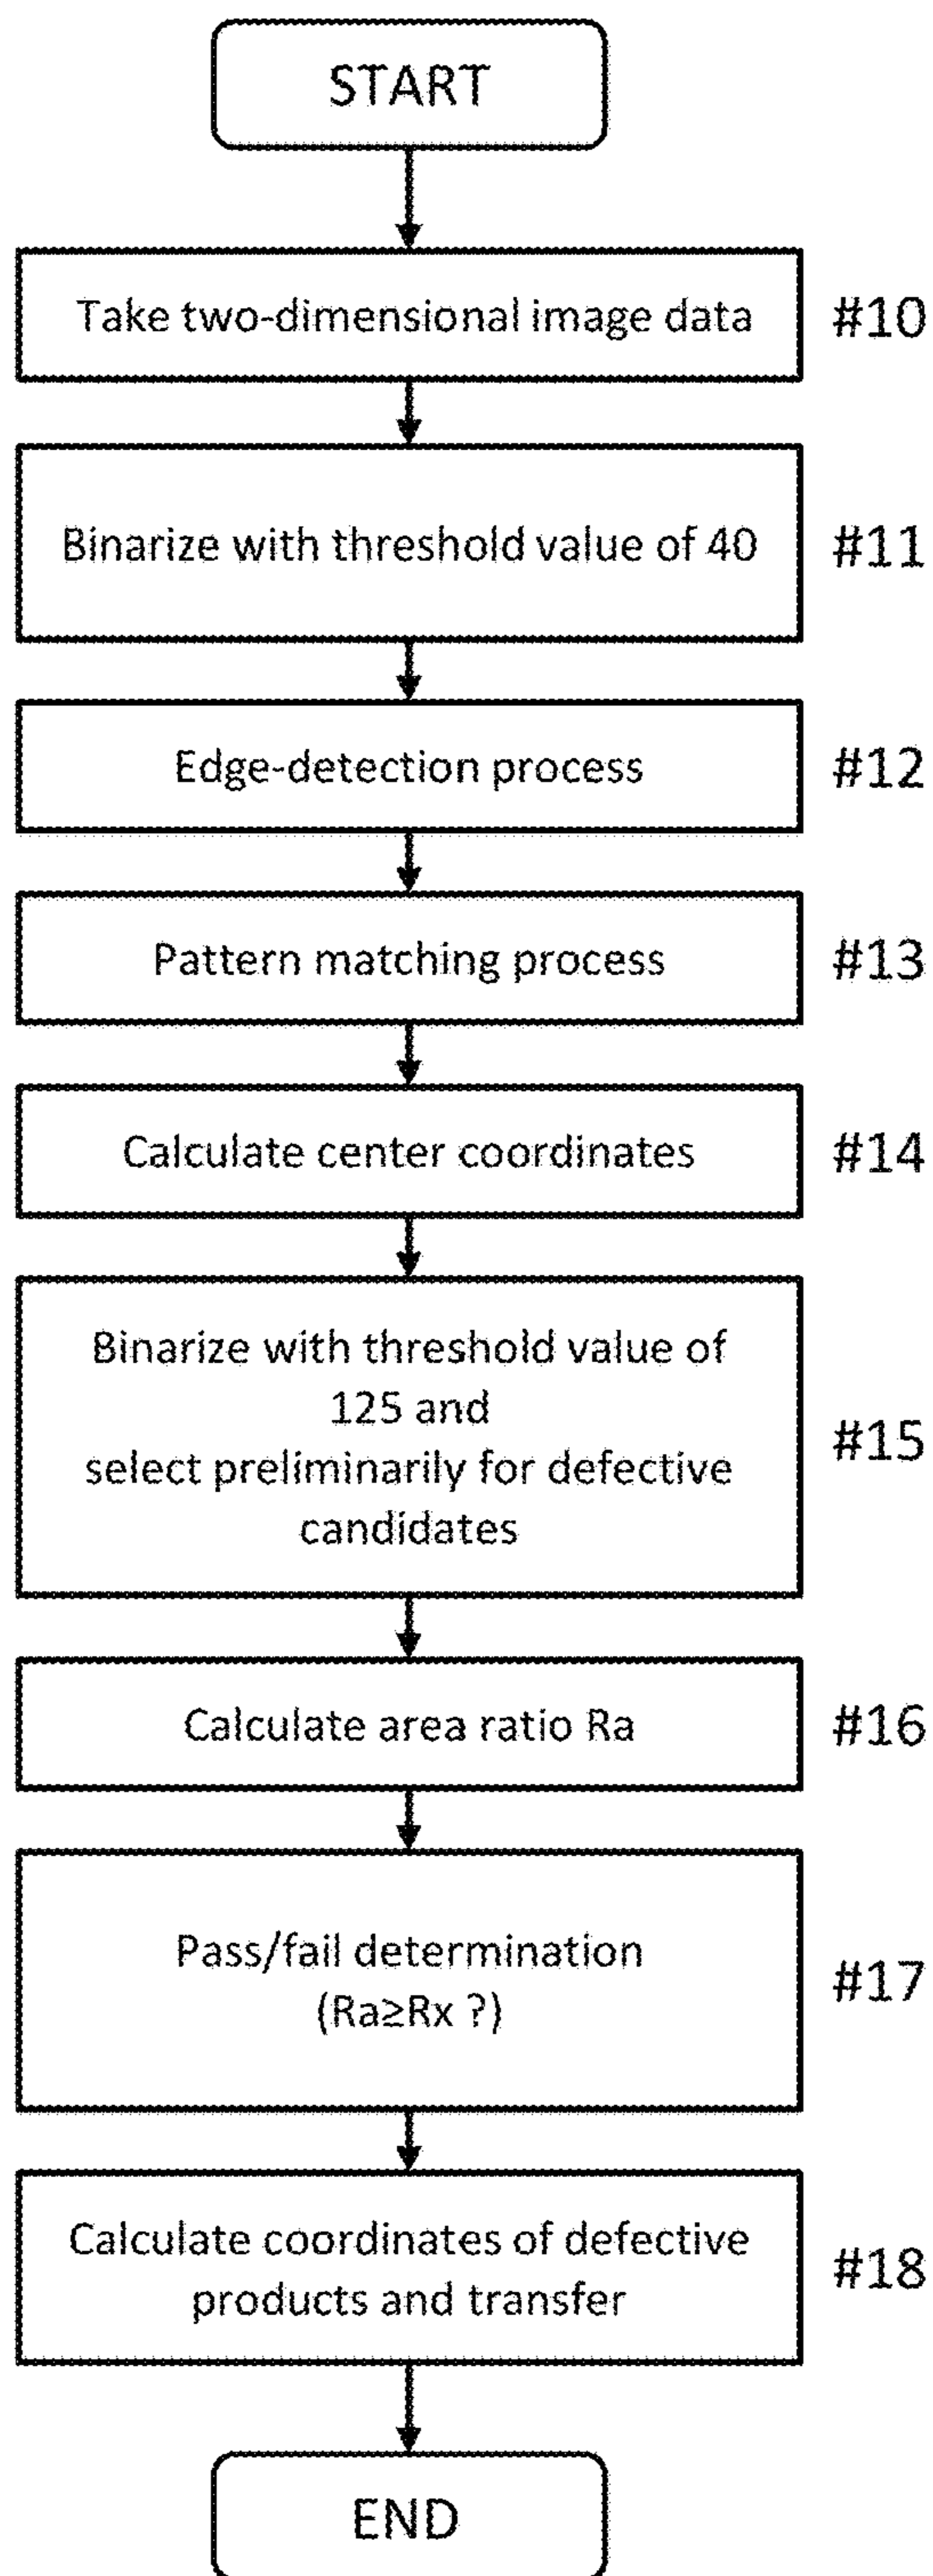 START
Take two-dimensional image data
#10
Binarize with threshold value of 40
#11
Edge-detection process
#12
Pattern matching process
#13
Calculate center coordinates
#14
Binarize with threshold value of
125 and
select preliminarily for defective
candidates
#15
Calculate area ratio Ra
#16
Pass/fail determination
(Ra≥Rx ?)
#17
Calculate coordinates of defective
products and transfer
#18
END